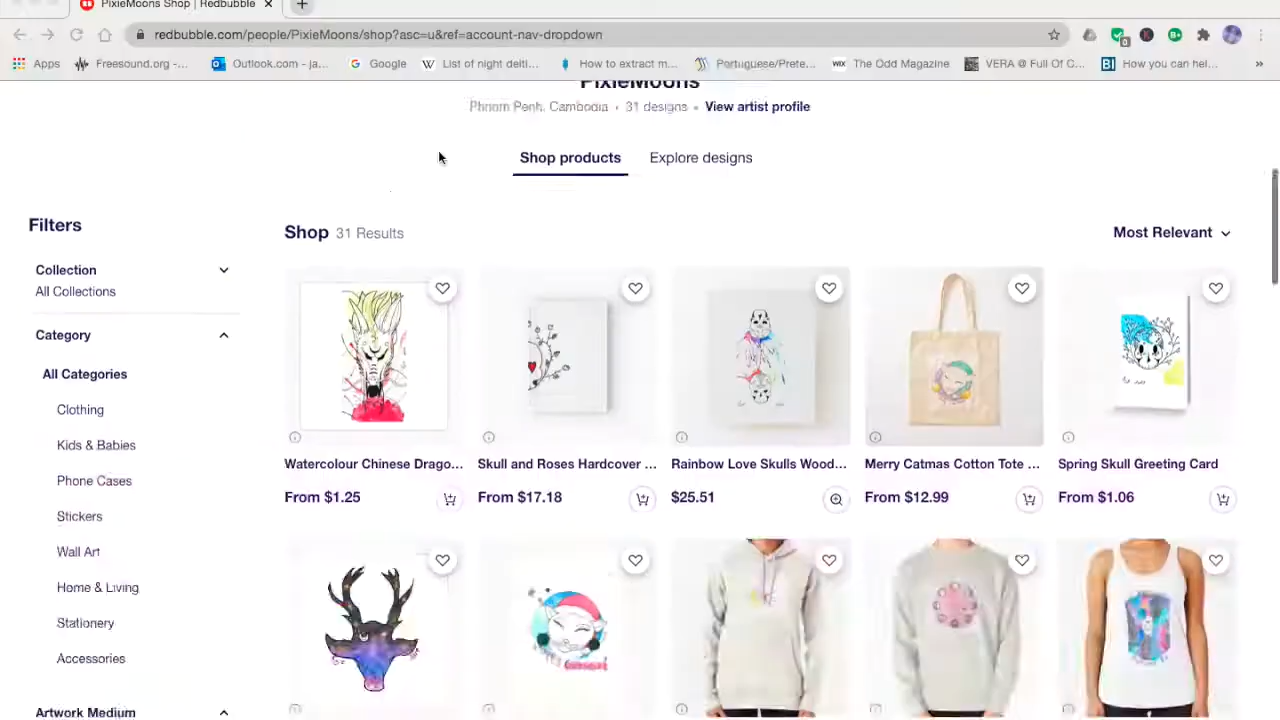 PixieMoons Shop | Redbubble
redbubble.com/people/PixieMoons/shop?asc=u&ref=account-nav-dropdown
Apps Freesound.org -... Outlook.com - ja... Google List of night deiti... How to extract m... Portuguese/Prete... WIX The Odd Magazine VERA @ Full Of C... BI How you can hel... »
PixieMoons
Phnom Penh, Cambodia • 31 designs • View artist profile
Shop products Explore designs
Filters
Shop 31 Results
Most Relevant
Collection
All Collections
Category
All Categories
Clothing
Kids & Babies
Phone Cases
Stickers
Wall Art
Home & Living
Stationery
Accessories
Artwork Medium
Watercolour Chinese Drago... Skull and Roses Hardcover ... Rainbow Love Skulls Wood... Merry Catmas Cotton Tote ... Spring Skull Greeting Card
From $1.25 From $17.18 $25.51 From $12.99 From $1.06